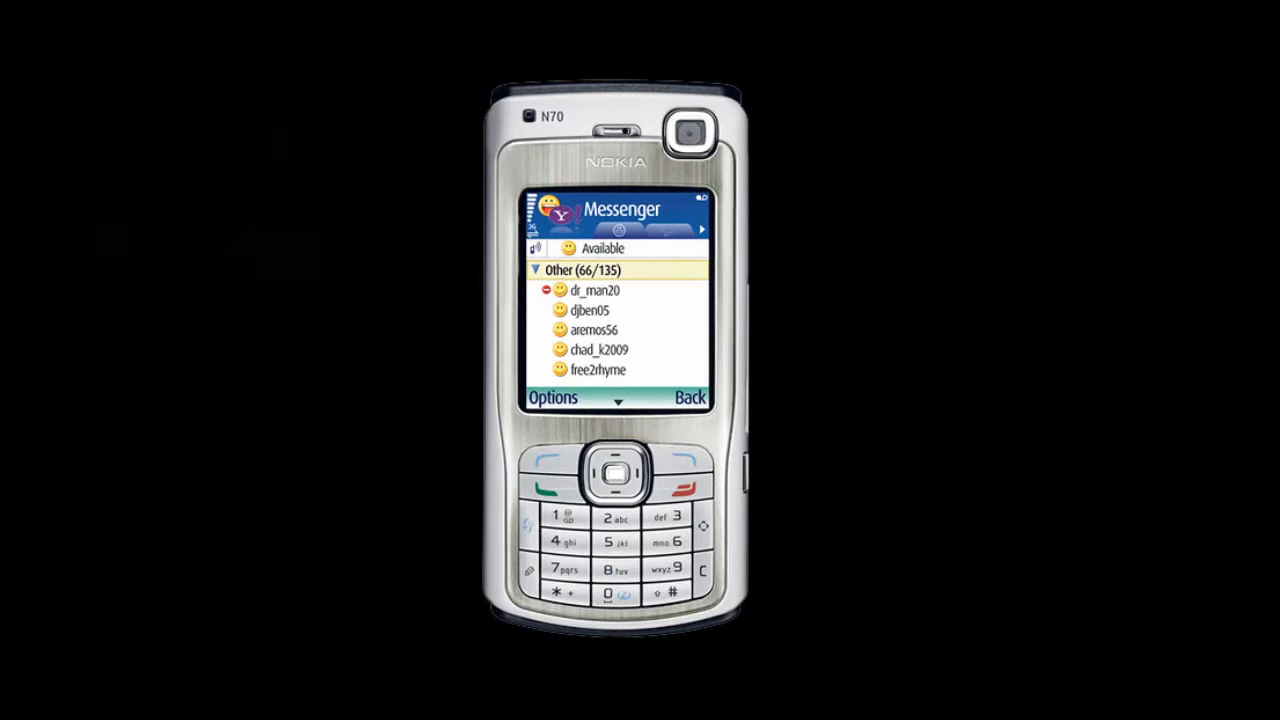 N70
NOKIA
Y! Messenger
3G
Available
Other (66/135)
dr_man20
djben05
aremos56
chad_k2009
free2rhyme
Options Back
1 @ 2 abc def 3
4 ghi 5 jkl mno 6
7 pqrs 8 tuv wxyz 9 C
* + 0 #